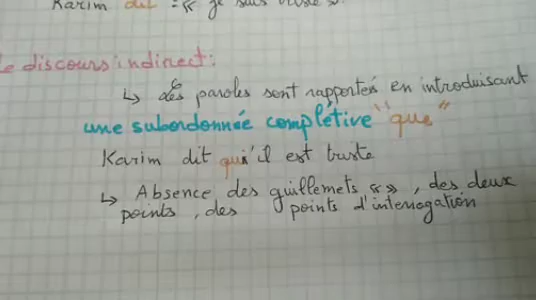 Karim dit : « je suis triste ».
Le discours indirect :
↳ les paroles sont rapportées en introduisant
une subordonnée complétive "que"
Karim dit qu'il est triste
↳ Absence des guillemets « » , des deux
points , des points d'interrogation